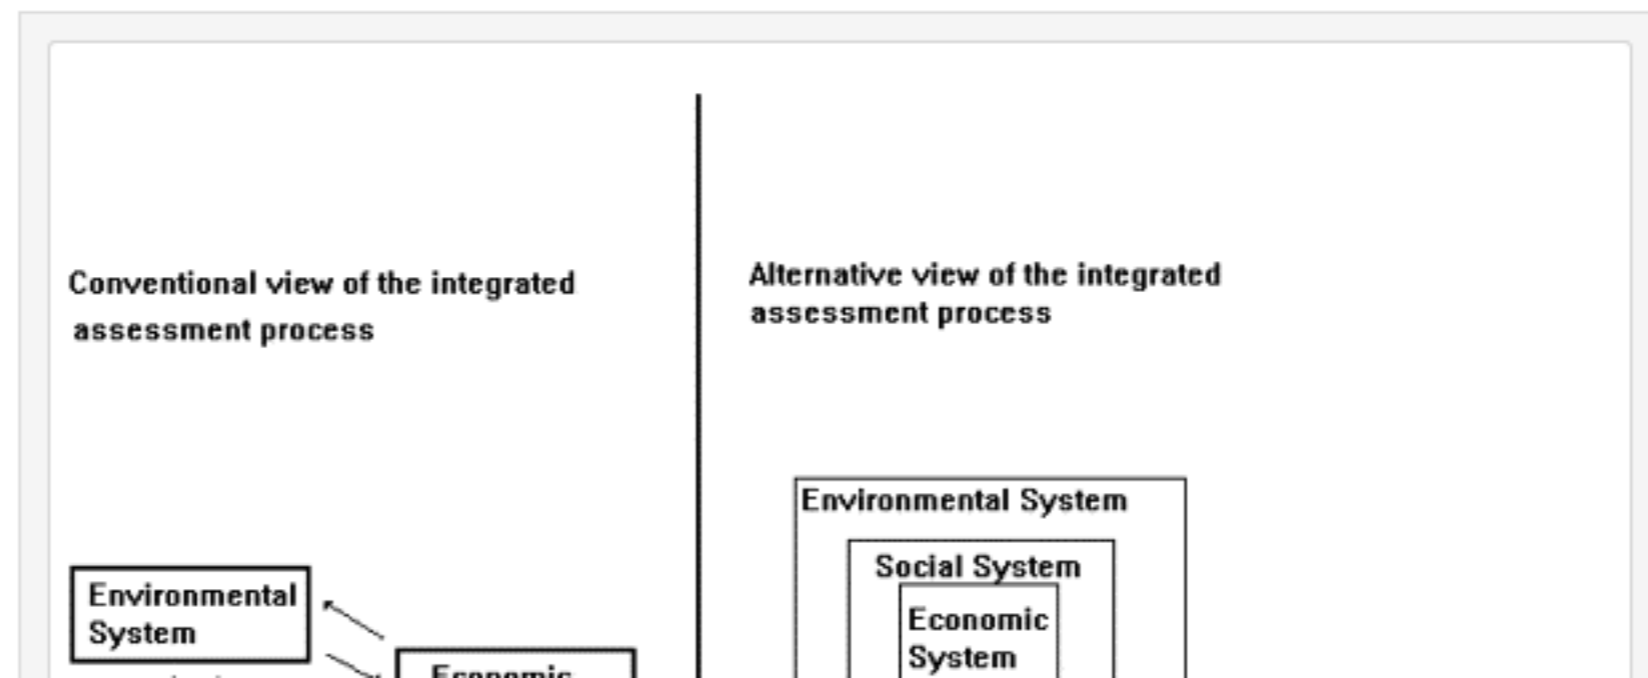 Conventional view of the integrated
assessment process
Alternative view of the integrated
assessment process
Environmental
System
Economic
Environmental System
Social System
Economic
System